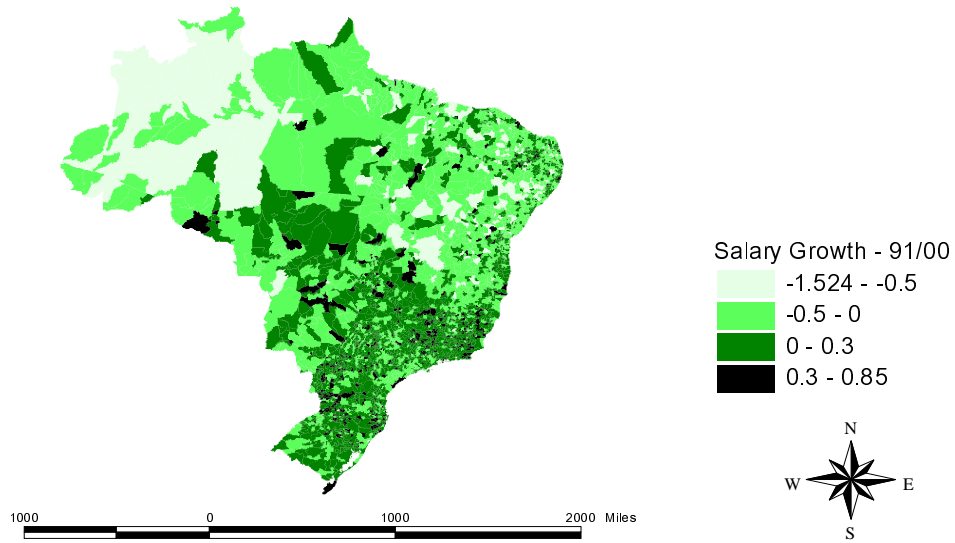 Salary Growth - 91/00
-1.524 - -0.5
-0.5 - 0
0 - 0.3
0.3 - 0.85
N
W E
S
1000 0 1000 2000 Miles